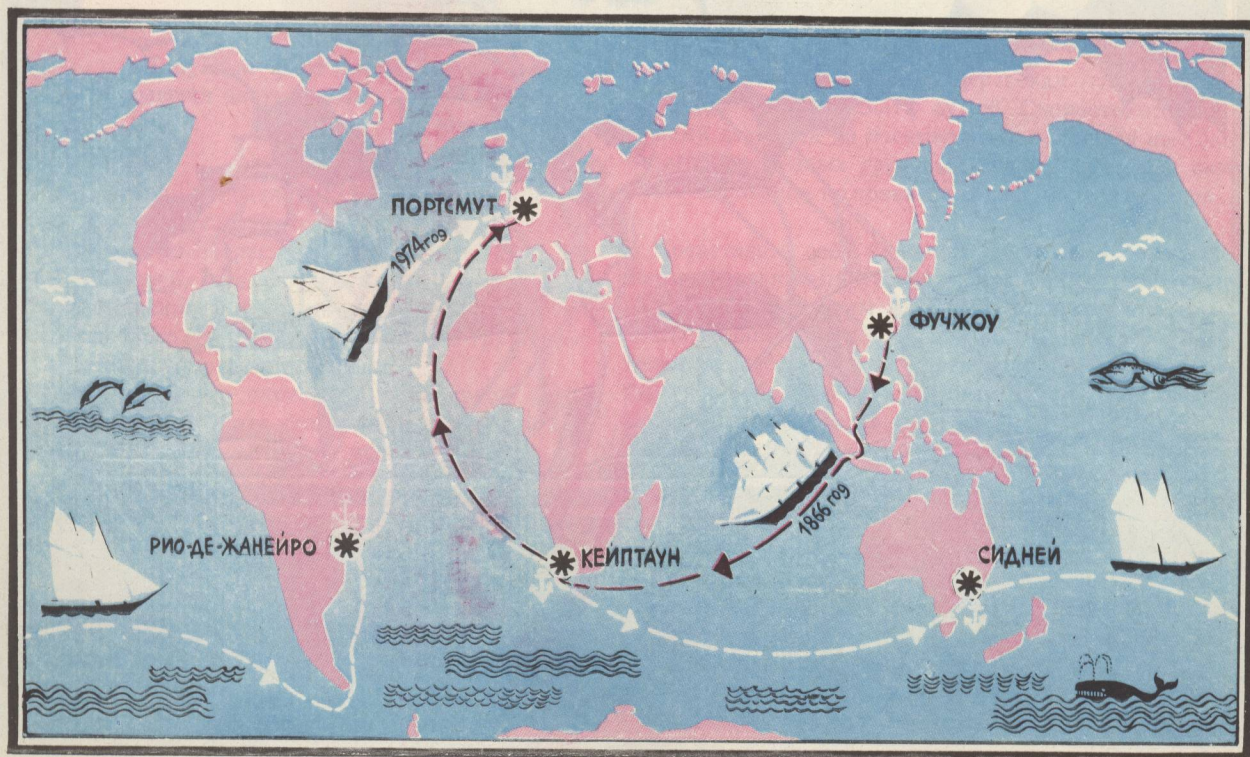 ПОРТСМУТ
1974 год
ФУЧЖОУ
1866 год
РИО-ДЕ-ЖАНЕЙРО
КЕЙПТАУН
СИДНЕЙ